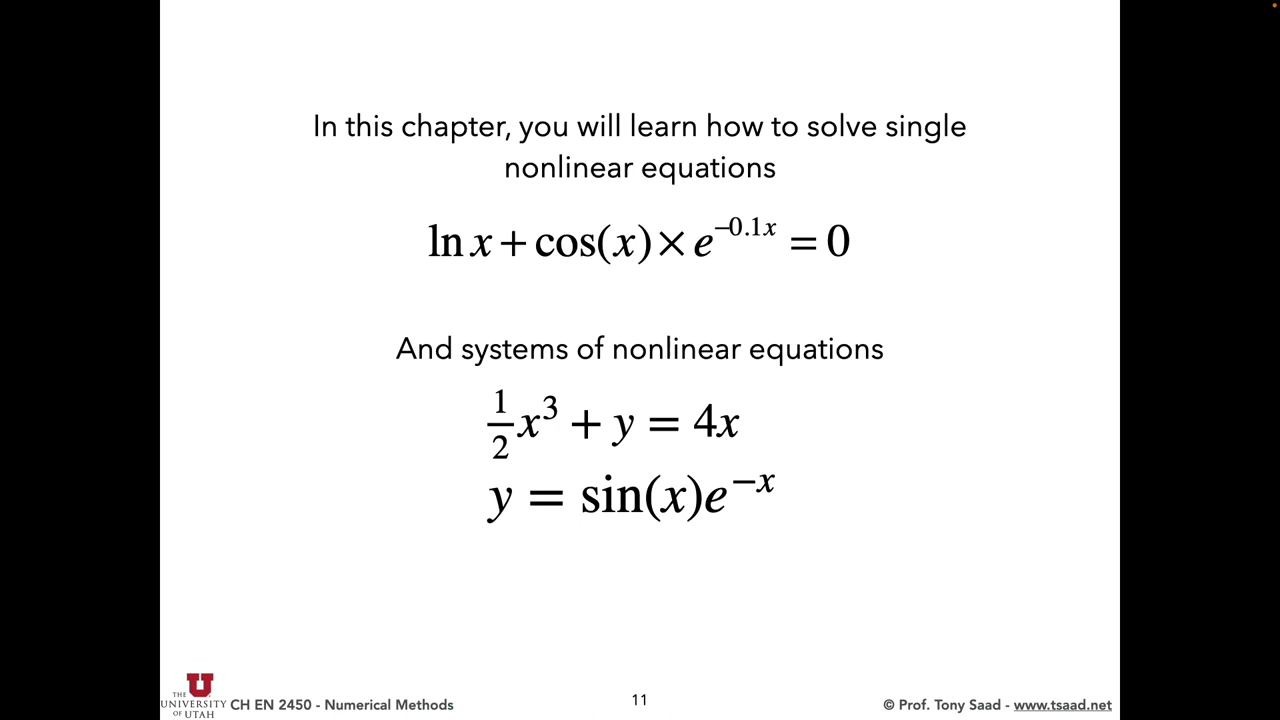 In this chapter, you will learn how to solve single
nonlinear equations
ln x + cos(x) × e^{−0.1x} = 0
And systems of nonlinear equations
\frac{1}{2}x^3 + y = 4x
y = sin(x)e^{−x}
THE
UNIVERSITY
OF UTAH
CH EN 2450 - Numerical Methods
11
© Prof. Tony Saad - www.tsaad.net